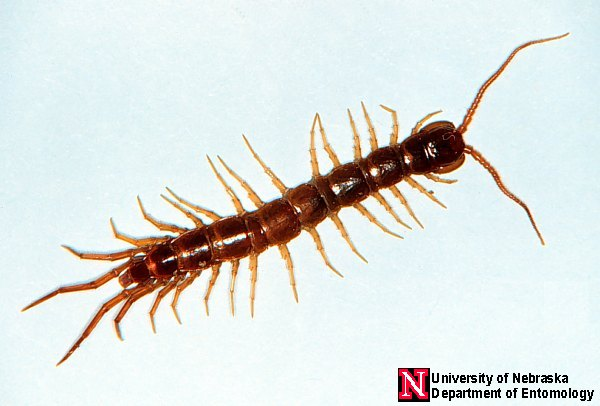 N University of Nebraska
Department of Entomology